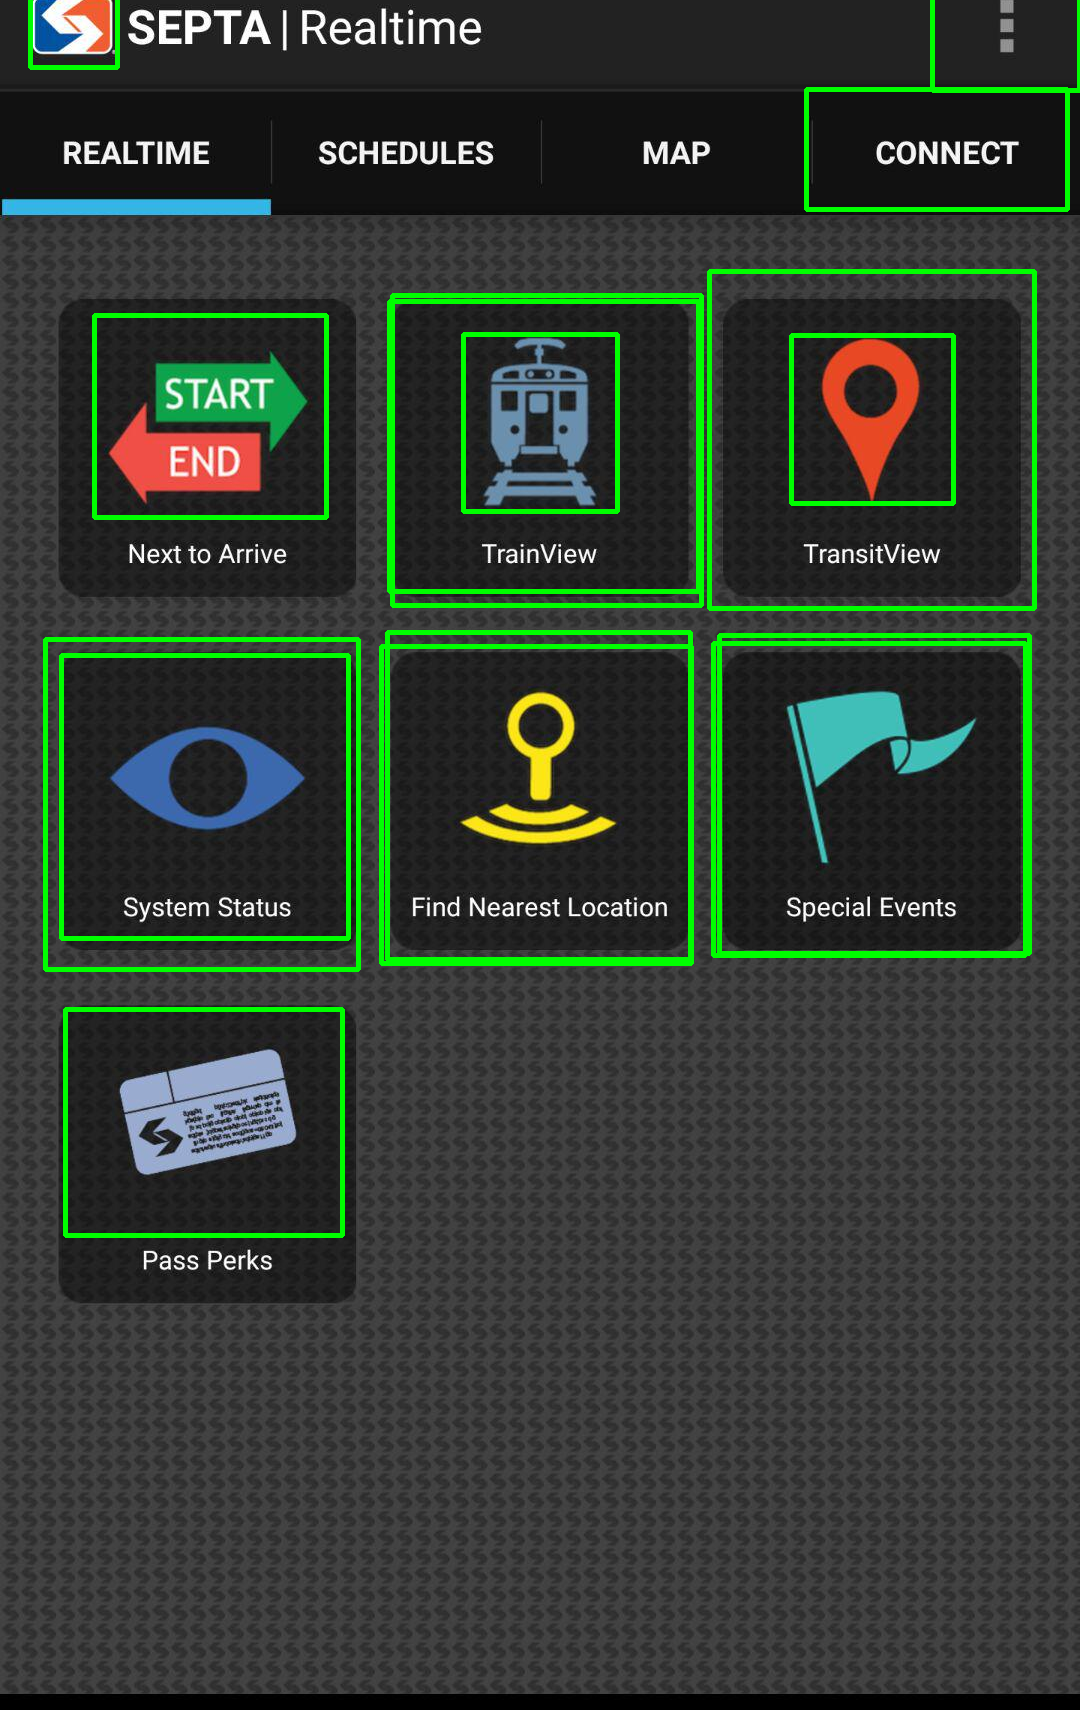 SEPTA | Realtime
REALTIME
SCHEDULES
MAP
CONNECT
START
END
Next to Arrive
TrainView
TransitView
System Status
Find Nearest Location
Special Events
Pass Perks